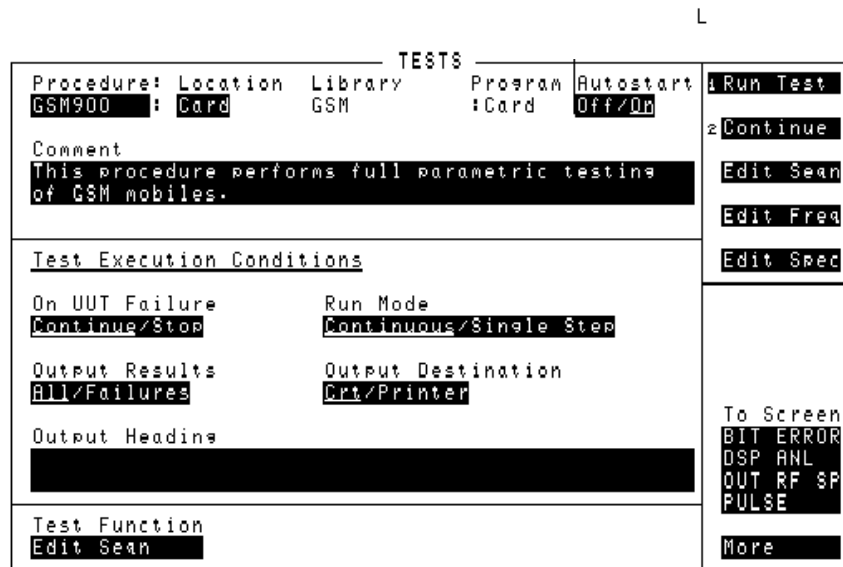 L
TESTS
Procedure: Location Library Program Autostart
GSM900 : Card GSM :Card Off/On
Comment
This procedure performs full parametric testing
of GSM mobiles.
Test Execution Conditions
On UUT Failure Run Mode
Continue/Stop Continuous/Single Step
Output Results Output Destination
All/Failures Crt/Printer
Output Heading
Test Function
Edit Seqn
1 Run Test
2 Continue
Edit Seqn
Edit Freq
Edit Spec
To Screen
BIT ERROR
DSP ANL
OUT RF SP
PULSE
More